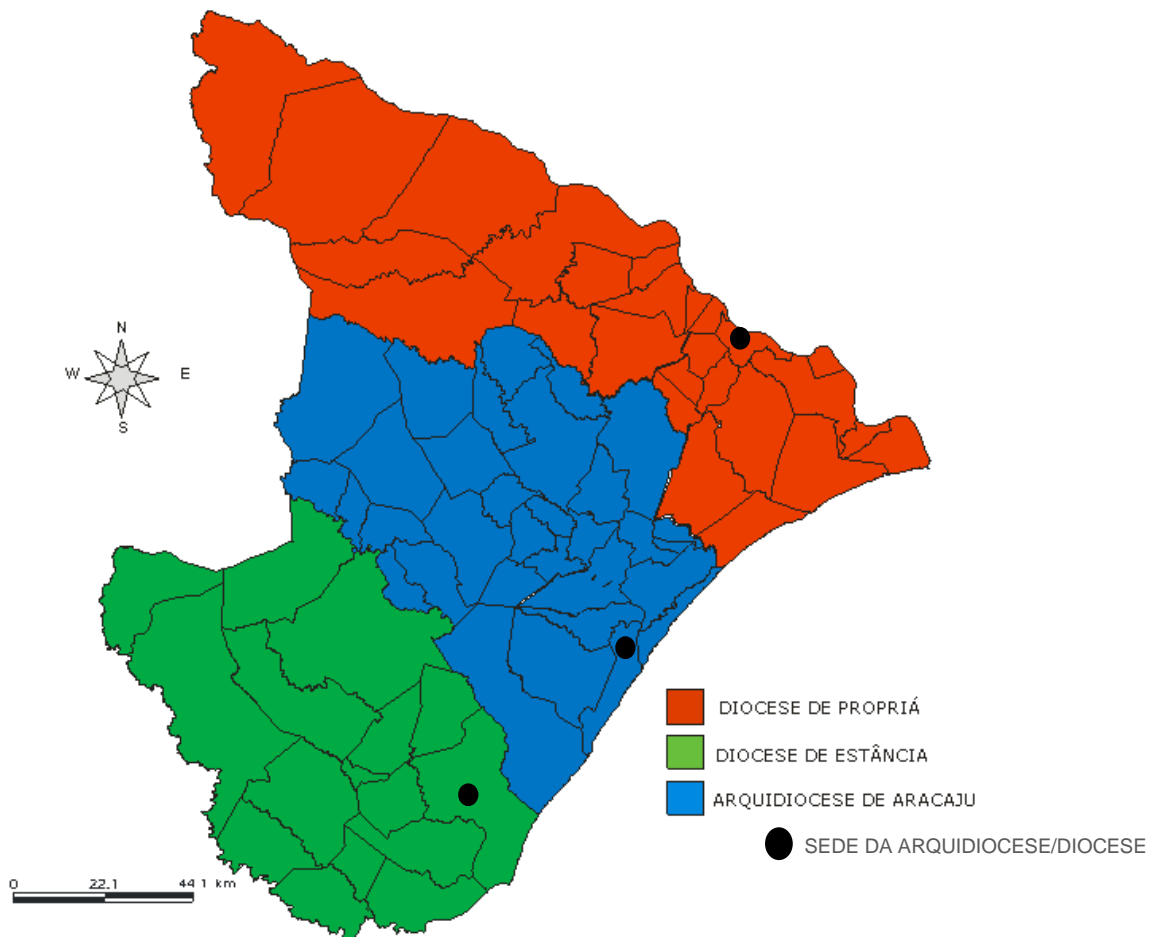 N
W E
S
DIOCESE DE PROPRIÁ
DIOCESE DE ESTÂNCIA
ARQUIDIOCESE DE ARACAJU
SEDE DA ARQUIDIOCESE/DIOCESE
0 22.1 44 1 km